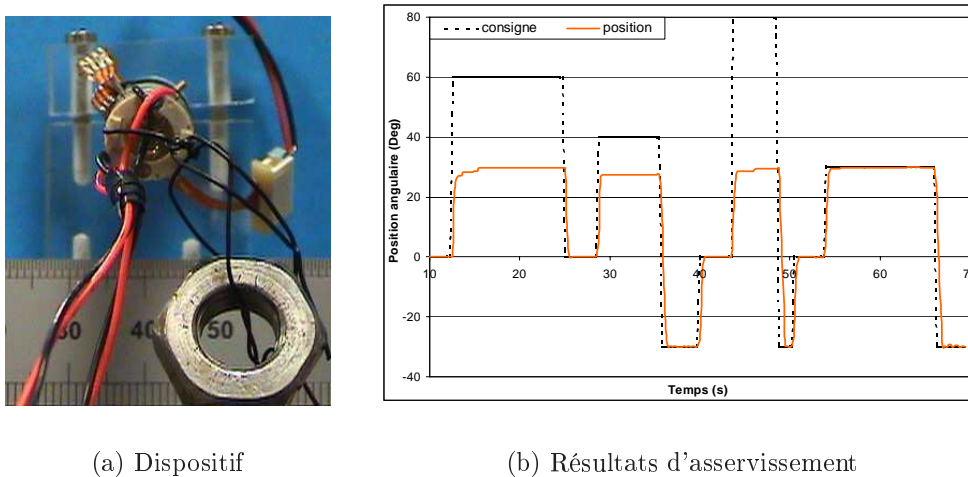 30 40 50
80
60
40
20
0
-20
-40
10 20 30 40 50 60 7
Position angulaire (Deg)
Temps (s)
consigne position
(a) Dispositif
(b) Résultats d'asservissement